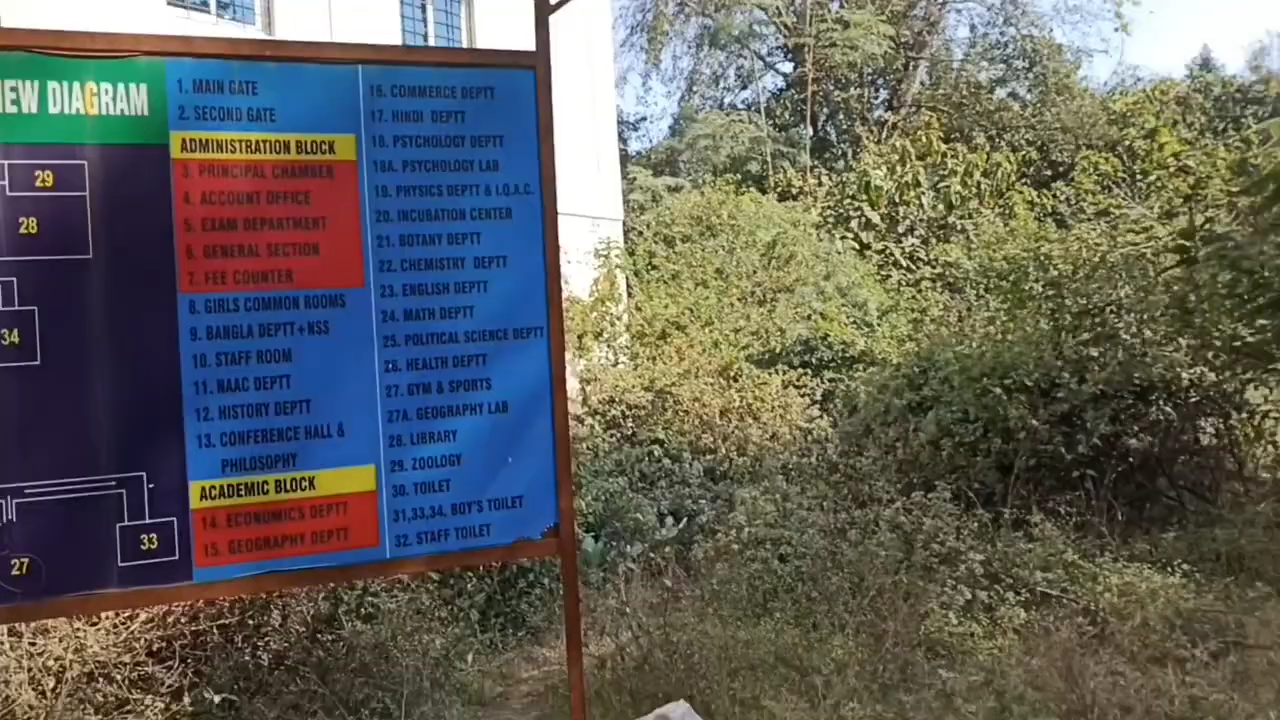 IEW DIAGRAM
29
28
34
33
27
1. MAIN GATE
2. SECOND GATE
ADMINISTRATION BLOCK
3. PRINCIPAL CHAMBER
4. ACCOUNT OFFICE
5. EXAM DEPARTMENT
6. GENERAL SECTION
7. FEE COUNTER
8. GIRLS COMMON ROOMS
9. BANGLA DEPTT+NSS
10. STAFF ROOM
11. NAAC DEPTT
12. HISTORY DEPTT
13. CONFERENCE HALL &
PHILOSOPHY
ACADEMIC BLOCK
14. ECONOMICS DEPTT
15. GEOGRAPHY DEPTT
16. COMMERCE DEPTT
17. HINDI DEPTT
18. PSYCHOLOGY DEPTT
18A. PSYCHOLOGY LAB
19. PHYSICS DEPTT & I.Q.A.C.
20. INCUBATION CENTER
21. BOTANY DEPTT
22. CHEMISTRY DEPTT
23. ENGLISH DEPTT
24. MATH DEPTT
25. POLITICAL SCIENCE DEPTT
26. HEALTH DEPTT
27. GYM & SPORTS
27A. GEOGRAPHY LAB
28. LIBRARY
29. ZOOLOGY
30. TOILET
31,33,34. BOY'S TOILET
32. STAFF TOILET